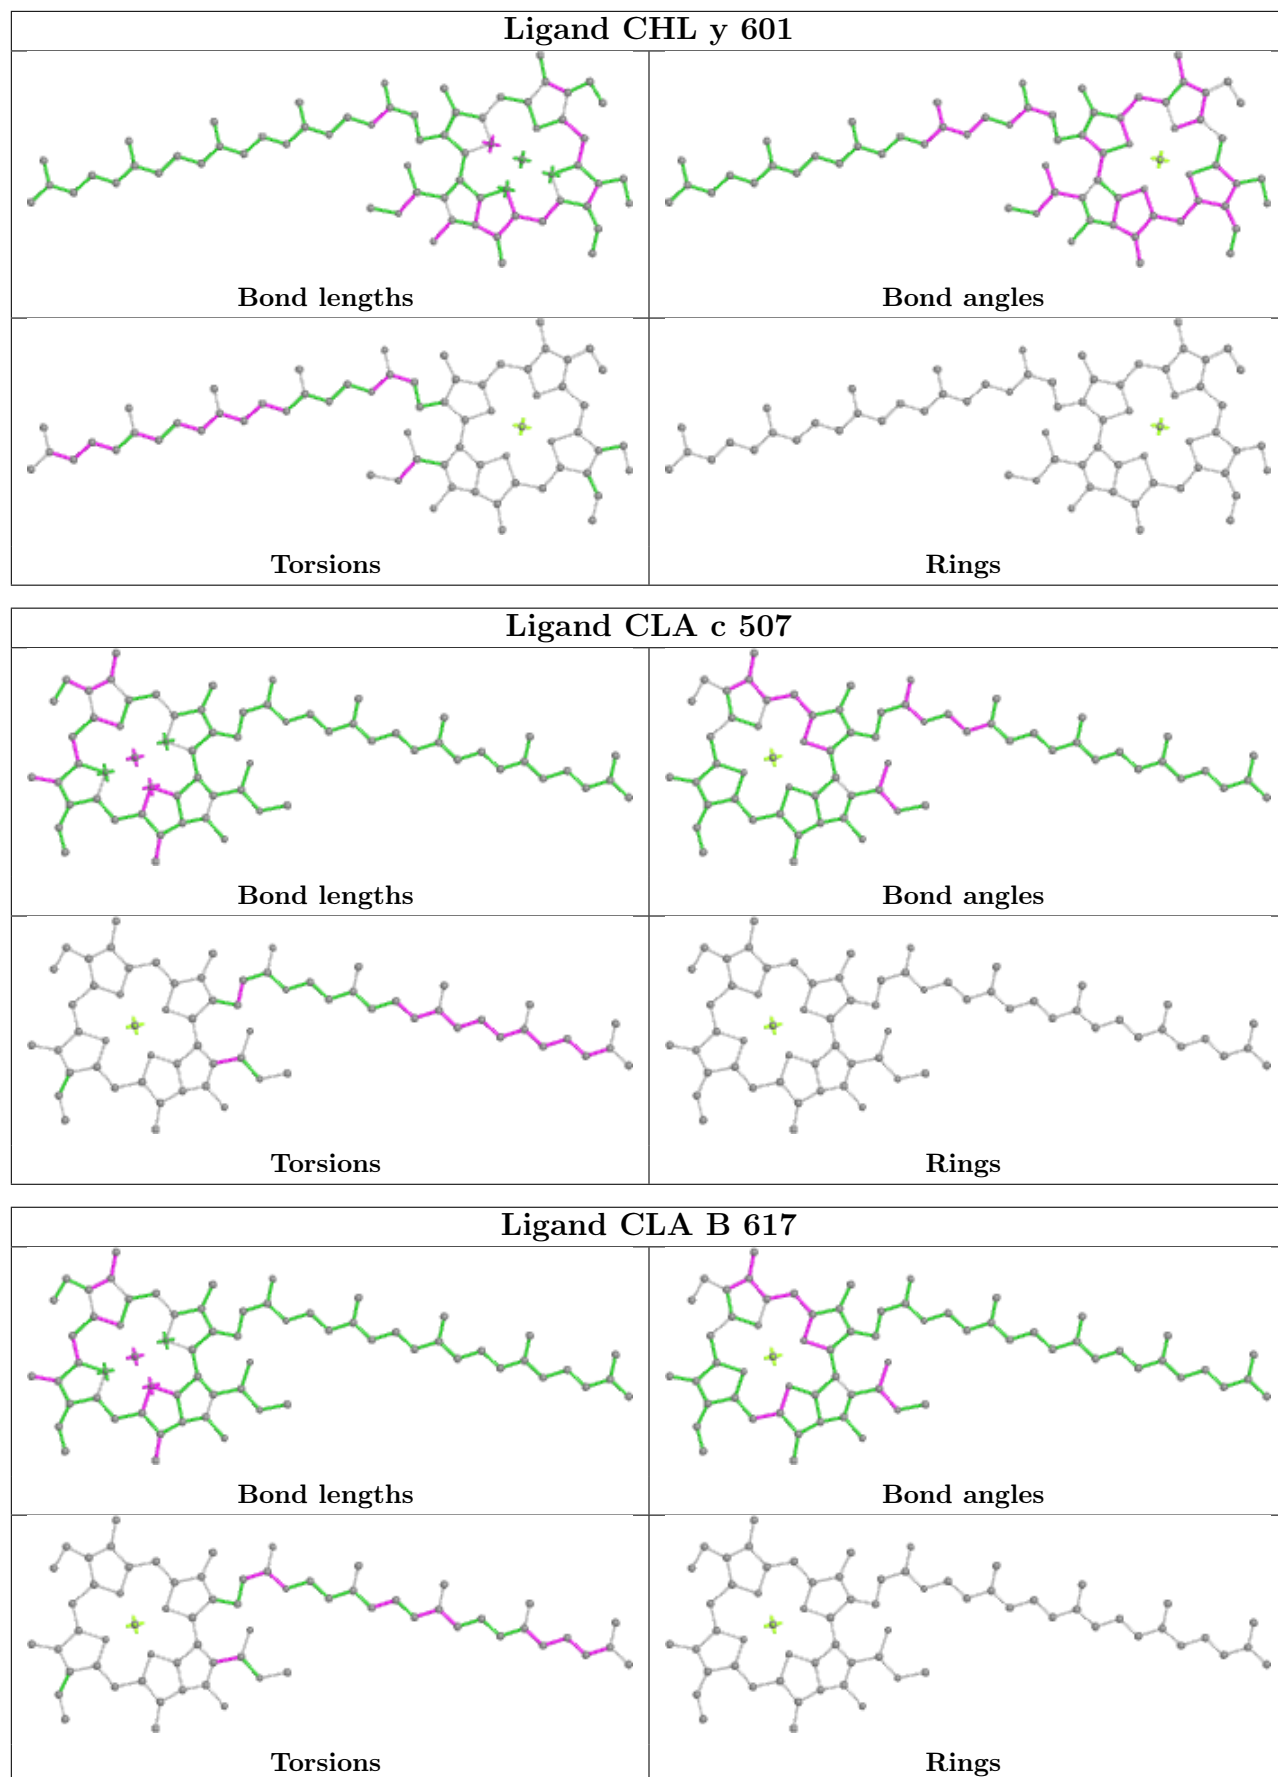 Ligand CHL y 601
Bond lengths
Bond angles
Torsions
Rings
Ligand CLA c 507
Bond lengths
Bond angles
Torsions
Rings
Ligand CLA B 617
Bond lengths
Bond angles
Torsions
Rings